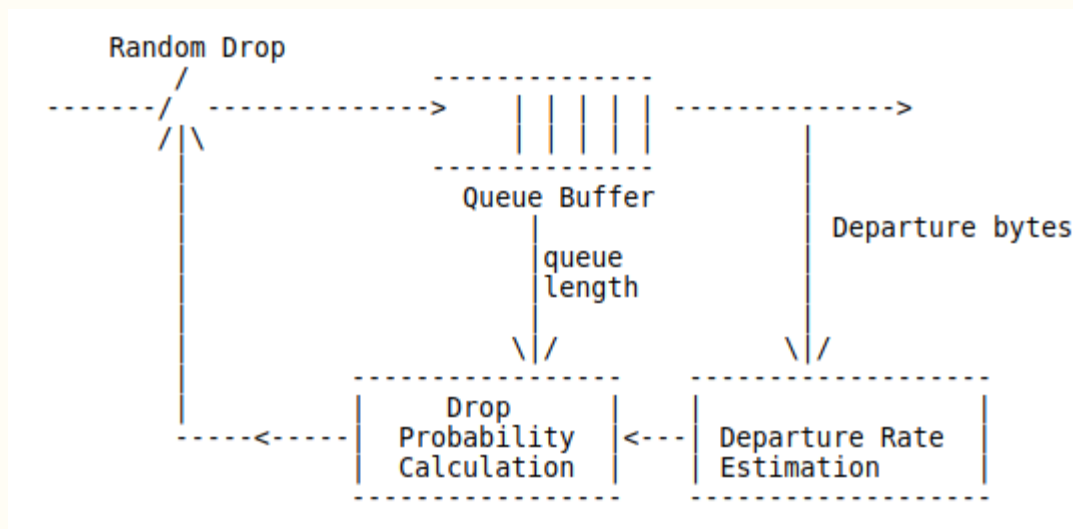 Random Drop
Queue Buffer
Departure bytes
queue
length
Drop
Probability
Calculation
Departure Rate
Estimation